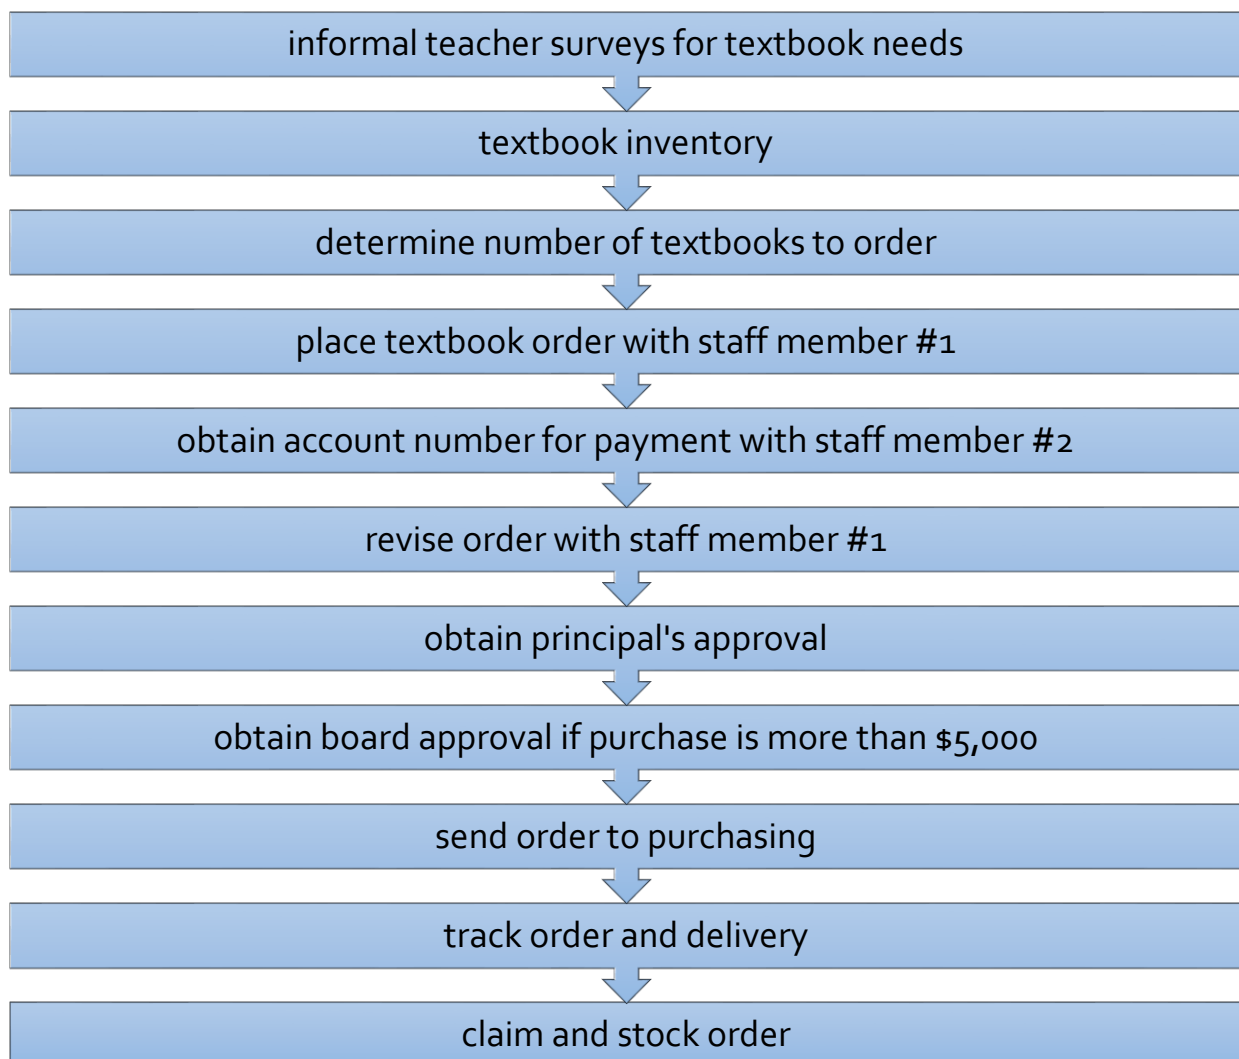 informal teacher surveys for textbook needs
textbook inventory
determine number of textbooks to order
place textbook order with staff member #1
obtain account number for payment with staff member #2
revise order with staff member #1
obtain principal's approval
obtain board approval if purchase is more than $5,000
send order to purchasing
track order and delivery
claim and stock order